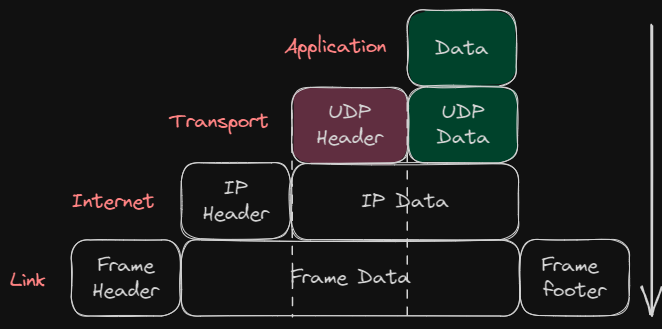 Application
Data
Transport
UDP
Header
UDP
Data
Internet
IP
Header
IP Data
Link
Frame
Header
Frame Data
Frame
footer